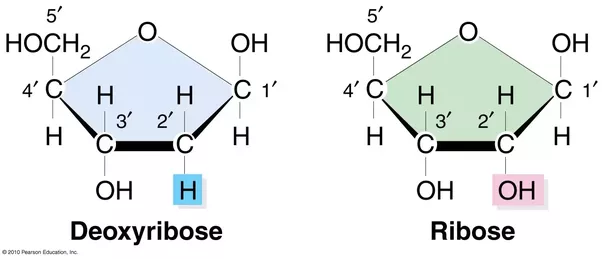 5′
HOCH₂ O OH
4′ C H H C 1′
H 3′ 2′ H
C C
OH H
Deoxyribose
5′
HOCH₂ O OH
4′ C H H C 1′
H 3′ 2′ H
C C
OH OH
Ribose
© 2010 Pearson Education, Inc.